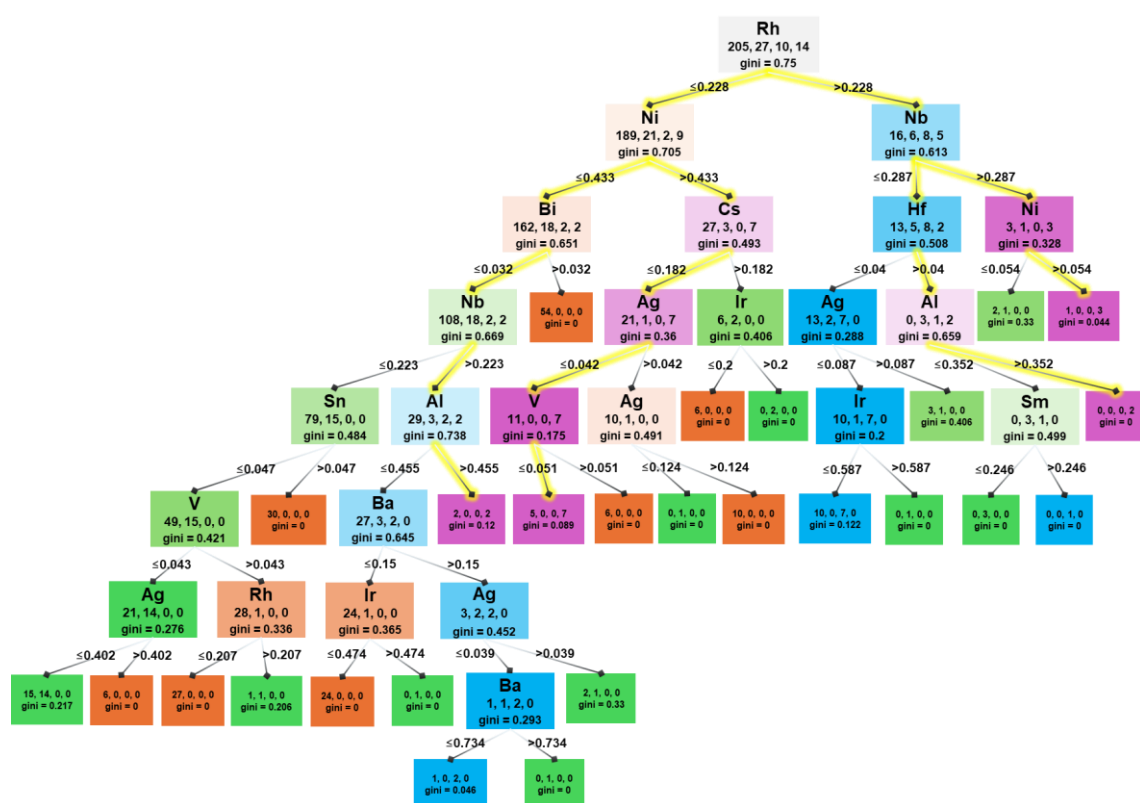 Rh
205, 27, 10, 14
gini = 0.75
≤0.228
>0.228
Ni
189, 21, 2, 9
gini = 0.705
Nb
16, 6, 8, 5
gini = 0.613
≤0.433
>0.433
≤0.287
>0.287
Bi
162, 18, 2, 2
gini = 0.651
Cs
27, 3, 0, 7
gini = 0.493
Hf
13, 5, 8, 2
gini = 0.508
Ni
3, 1, 0, 3
gini = 0.328
≤0.032
>0.032
≤0.182
>0.182
≤0.04
>0.04
≤0.054
>0.054
Nb
108, 18, 2, 2
gini = 0.669
54, 0, 0, 0
gini = 0
Ag
21, 1, 0, 7
gini = 0.36
Ir
6, 2, 0, 0
gini = 0.406
Ag
13, 2, 7, 0
gini = 0.288
Al
0, 3, 1, 2
gini = 0.659
2, 1, 0, 0
gini = 0.33
1, 0, 0, 3
gini = 0.044
≤0.223
>0.223
≤0.042
>0.042
≤0.2
>0.2
≤0.087
>0.087
≤0.352
>0.352
Sn
79, 15, 0, 0
gini = 0.484
Al
29, 3, 2, 2
gini = 0.738
V
11, 0, 0, 7
gini = 0.175
Ag
10, 1, 0, 0
gini = 0.491
6, 0, 0, 0
gini = 0
0, 2, 0, 0
gini = 0
Ir
10, 1, 7, 0
gini = 0.2
3, 1, 0, 0
gini = 0.406
Sm
0, 3, 1, 0
gini = 0.499
0, 0, 0, 2
gini = 0
≤0.047
>0.047
≤0.455
>0.455
≤0.051
>0.051
≤0.124
>0.124
≤0.587
>0.587
≤0.246
>0.246
V
49, 15, 0, 0
gini = 0.421
30, 0, 0, 0
gini = 0
Ba
27, 3, 2, 0
gini = 0.645
2, 0, 0, 2
gini = 0.12
5, 0, 0, 7
gini = 0.089
6, 0, 0, 0
gini = 0
0, 1, 0, 0
gini = 0
10, 0, 0, 0
gini = 0
10, 0, 7, 0
gini = 0.122
0, 1, 0, 0
gini = 0
0, 3, 0, 0
gini = 0
0, 0, 1, 0
gini = 0
≤0.043
>0.043
≤0.15
>0.15
Ag
21, 14, 0, 0
gini = 0.276
Rh
28, 1, 0, 0
gini = 0.336
Ir
24, 1, 0, 0
gini = 0.365
Ag
3, 2, 2, 0
gini = 0.452
≤0.402
>0.402
≤0.207
>0.207
≤0.474
>0.474
≤0.039
>0.039
15, 14, 0, 0
gini = 0.217
6, 0, 0, 0
gini = 0
27, 0, 0, 0
gini = 0
1, 1, 0, 0
gini = 0.206
24, 0, 0, 0
gini = 0
0, 1, 0, 0
gini = 0
Ba
1, 1, 2, 0
gini = 0.293
2, 1, 0, 0
gini = 0.33
≤0.734
>0.734
1, 0, 2, 0
gini = 0.046
0, 1, 0, 0
gini = 0